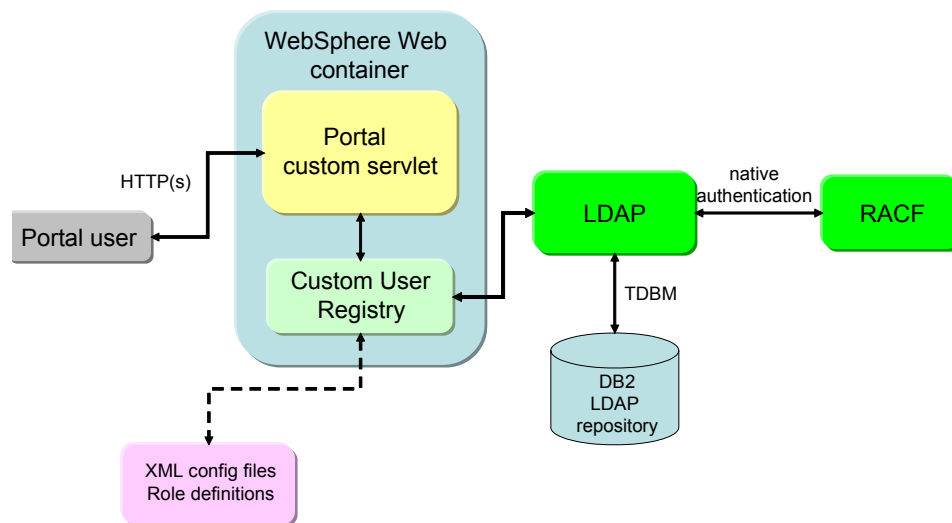 WebSphere Web
container
Portal
custom servlet
HTTP(s)
Portal user
Custom User
Registry
LDAP
native
authentication
RACF
TDBM
DB2
LDAP
repository
XML config files
Role definitions